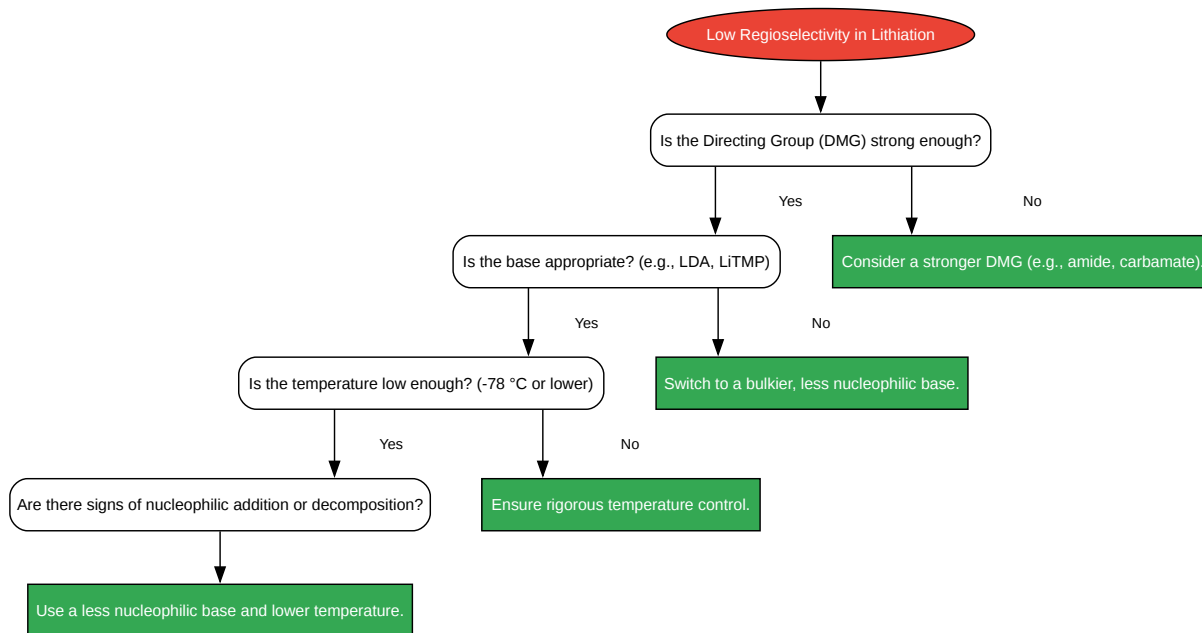 Low Regioselectivity in Lithiation
Is the Directing Group (DMG) strong enough?
Yes
No
Is the base appropriate? (e.g., LDA, LiTMP)
Consider a stronger DMG (e.g., amide, carbamate).
Yes
No
Is the temperature low enough? (-78 °C or lower)
Switch to a bulkier, less nucleophilic base.
Yes
No
Are there signs of nucleophilic addition or decomposition?
Ensure rigorous temperature control.
Use a less nucleophilic base and lower temperature.